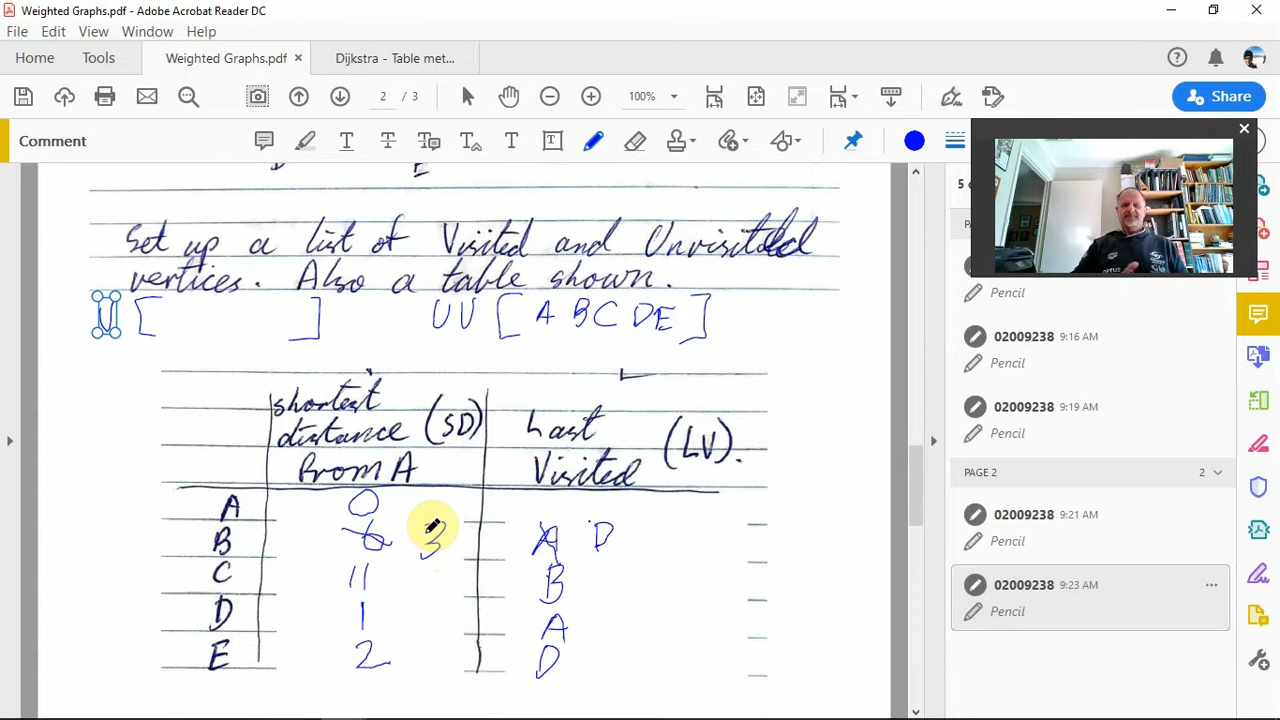 Weighted Graphs.pdf - Adobe Acrobat Reader DC
File Edit View Window Help
Home Tools Weighted Graphs.pdf Dijkstra - Table met...
2 / 3 100% Share
Comment
5
E
Set up a list of Visited and Unvisited
vertices. Also a table shown.
V [ ] UV [ A B C D E ]
shortest
distance (SD) Last (LV).
from A Visited
A 0
B 6 3 A D
C 11 B
D 1 A
E 2 D
PAGE 2 2
Pencil
02009238 9:16 AM
Pencil
02009238 9:19 AM
Pencil
02009238 9:21 AM
Pencil
02009238 9:23 AM
Pencil